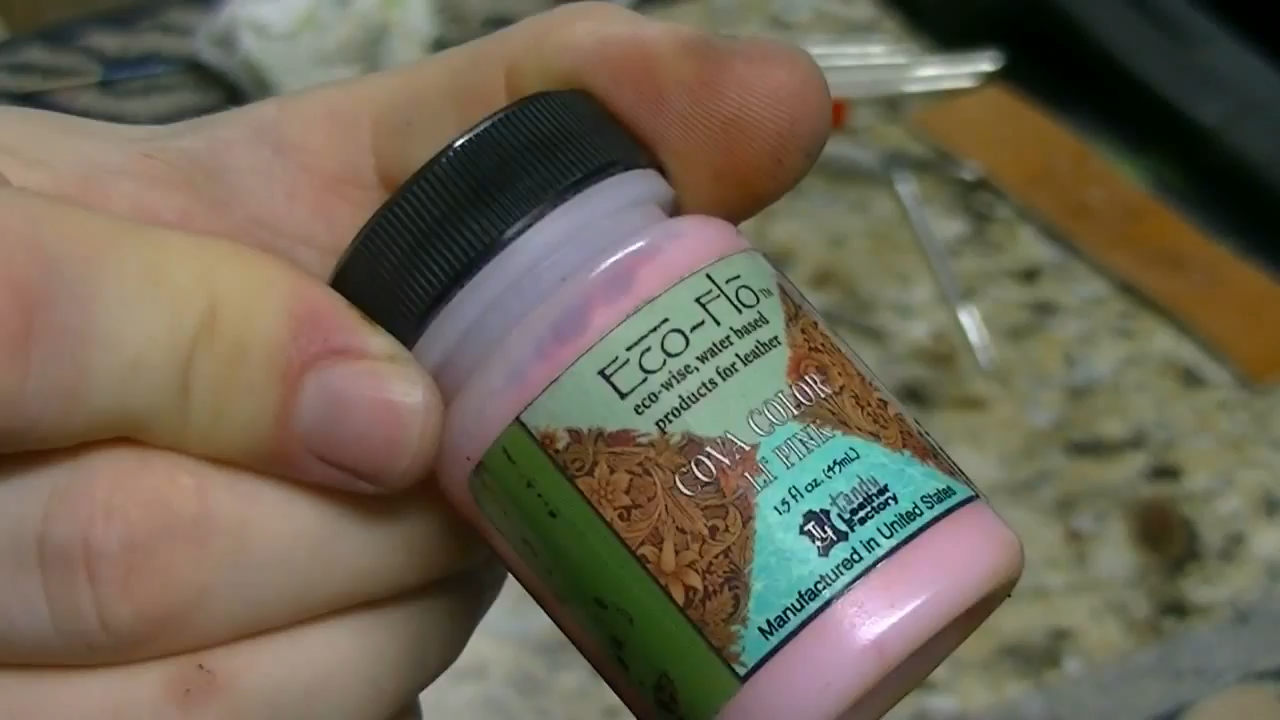 Eco-Flo™
eco-wise, water based
products for leather
COVA COLOR
LT PINK
1.5 fl oz. (45mL)
TLF
Tandy
Leather
Factory
Manufactured in United States